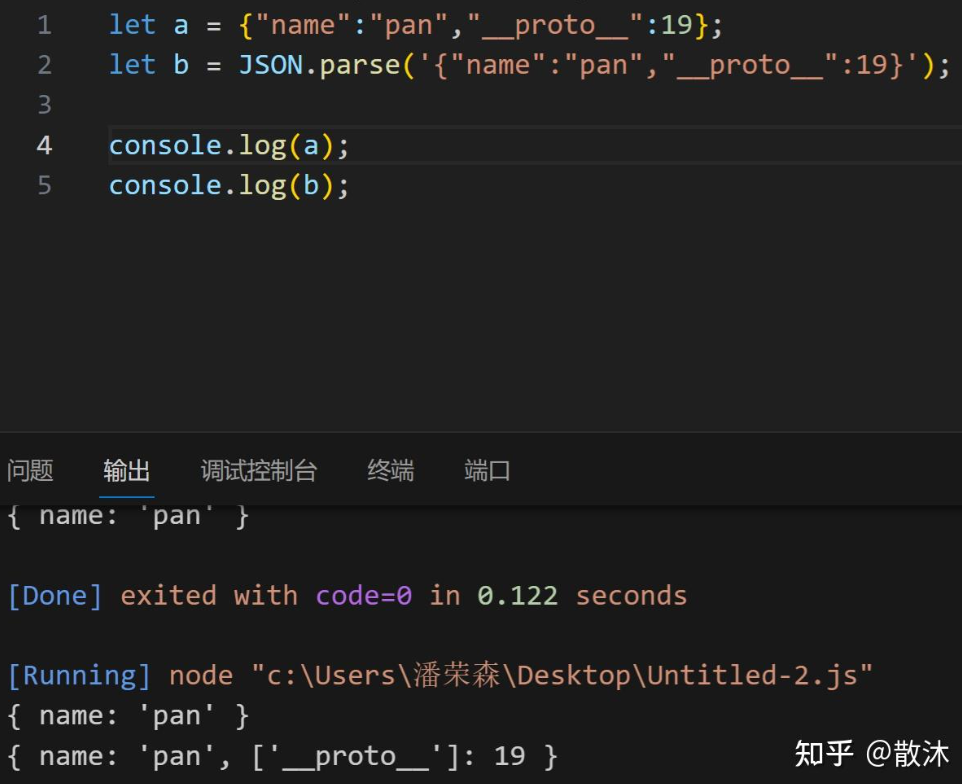 1 let a = {"name":"pan","__proto__":19};
2 let b = JSON.parse('{"name":"pan","__proto__":19}');
3
4 console.log(a);
5 console.log(b);
问题 输出 调试控制台 终端 端口
{ name: 'pan' }
[Done] exited with code=0 in 0.122 seconds
[Running] node "c:\Users\潘荣森\Desktop\Untitled-2.js"
{ name: 'pan' }
{ name: 'pan', ['__proto__']: 19 }
知乎 @散沐